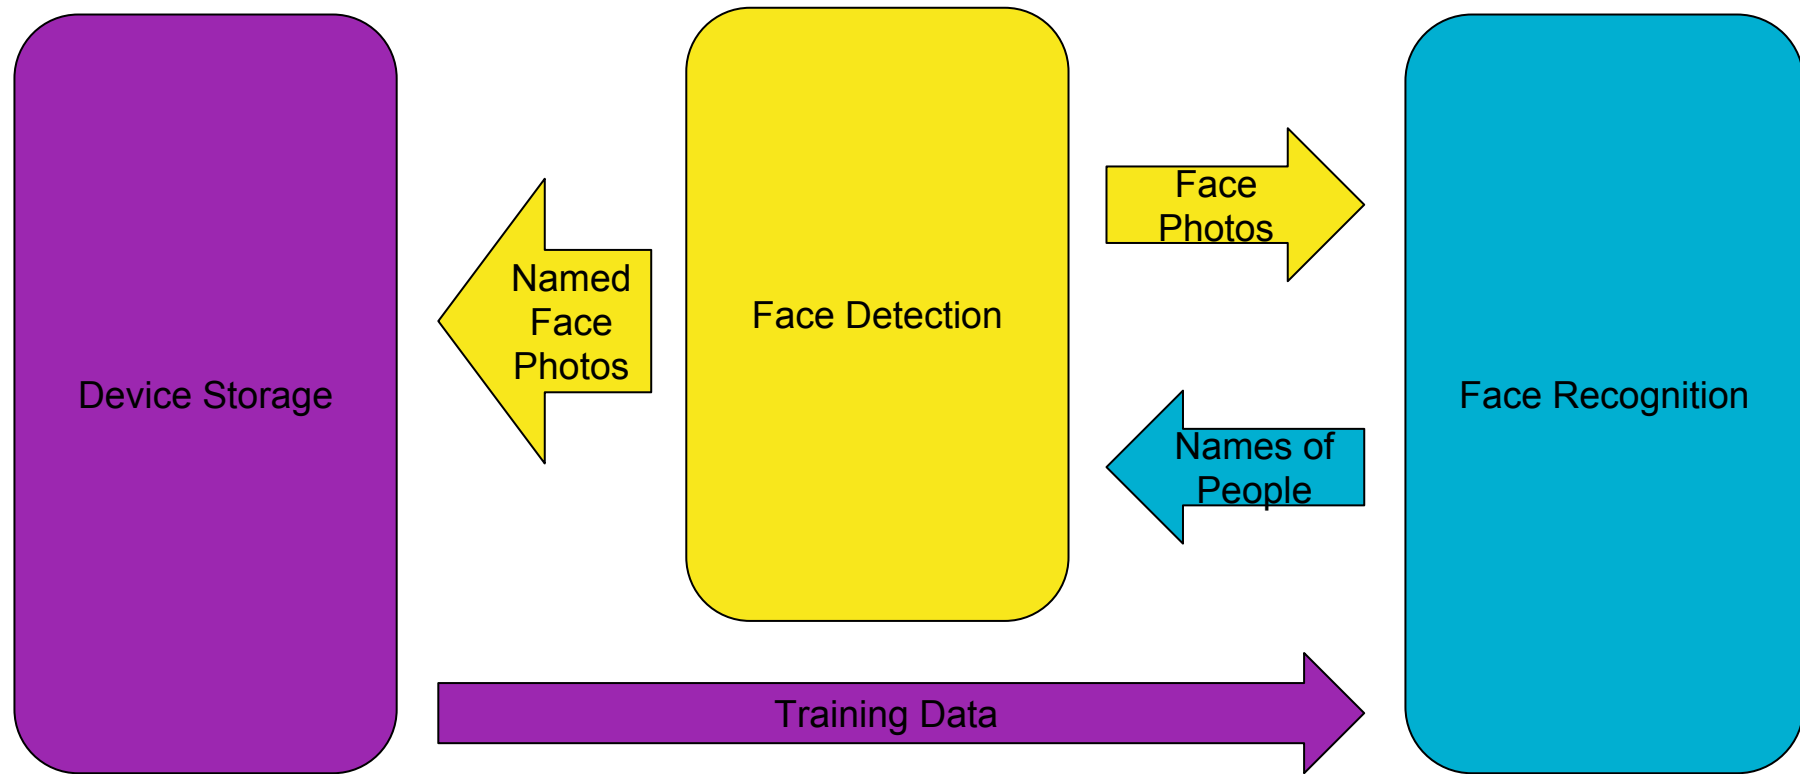 Device Storage
Named
Face
Photos
Face Detection
Face
Photos
Names of
People
Face Recognition
Training Data